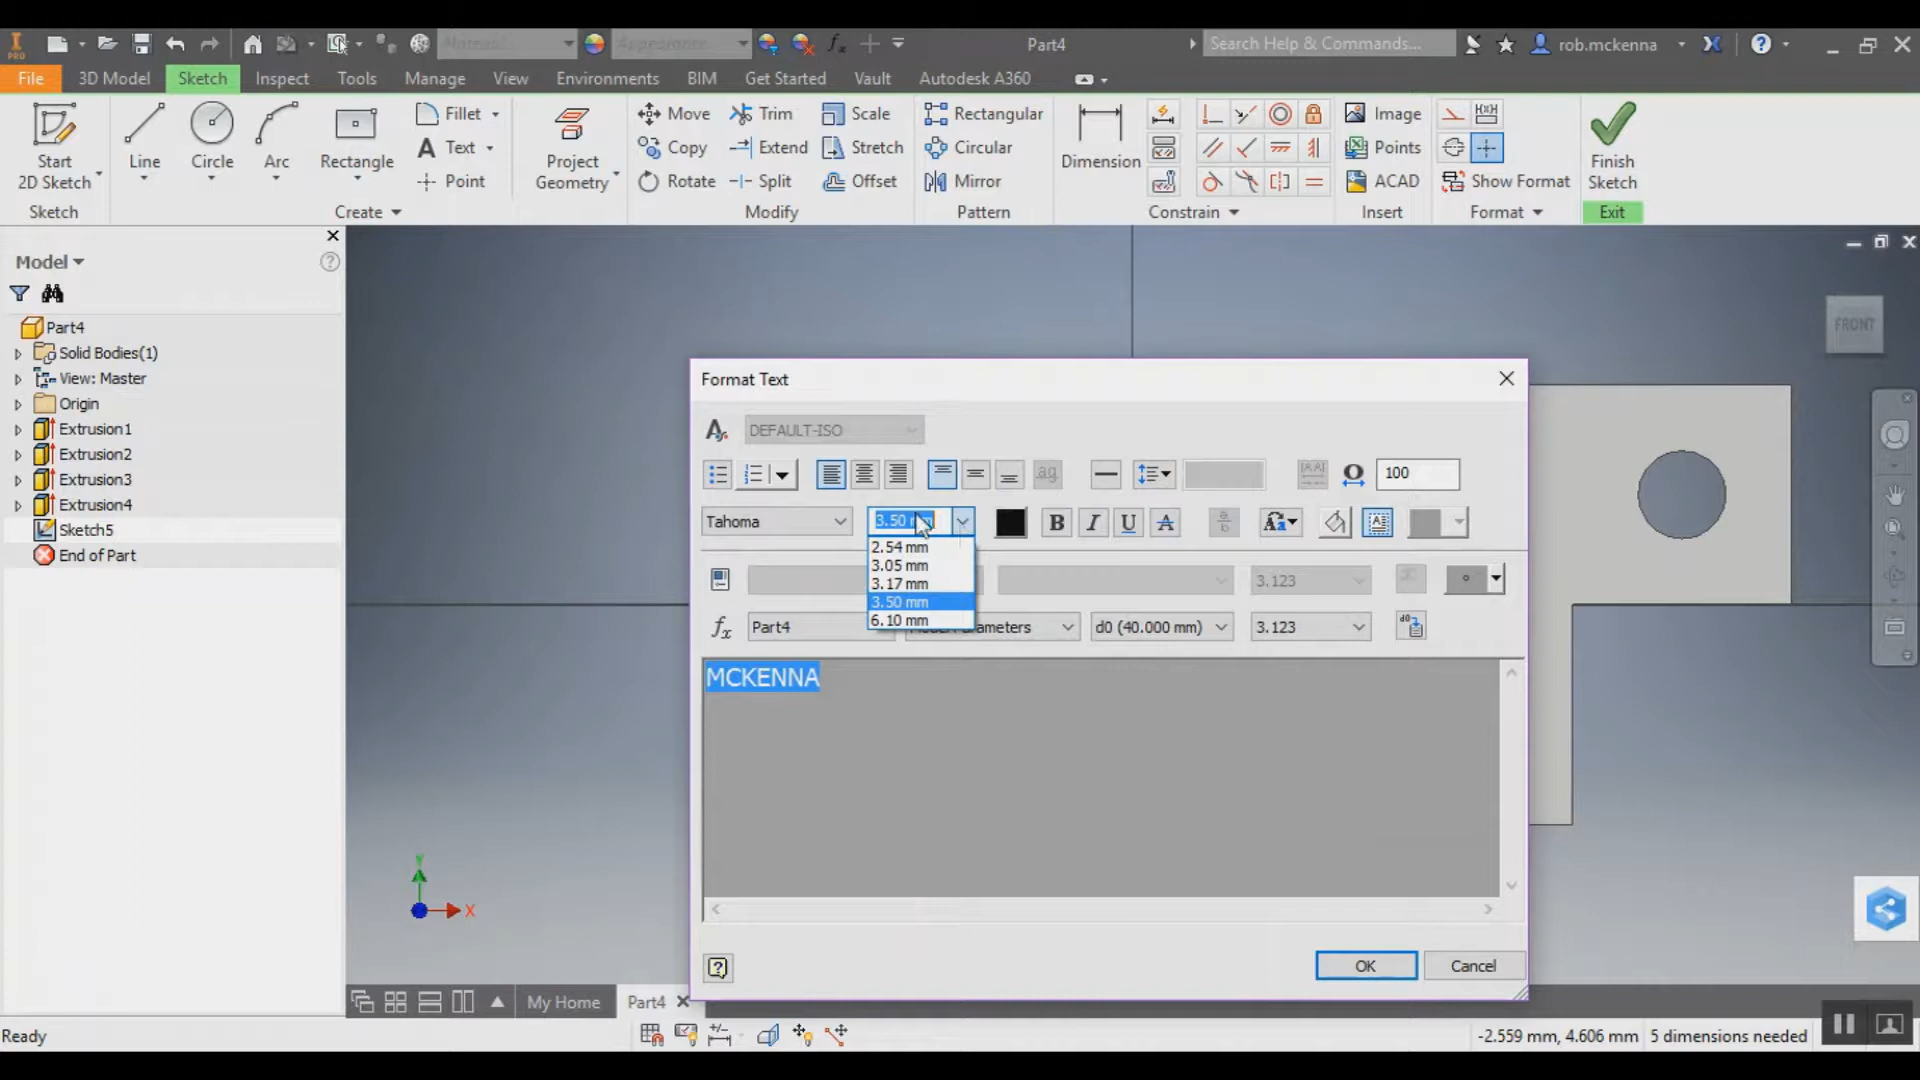 PRO
Material
Appearance
Part4
Search Help & Commands...
rob.mckenna
File
3D Model
Sketch
Inspect
Tools
Manage
View
Environments
BIM
Get Started
Vault
Autodesk A360
Start
2D Sketch
Line
Circle
Arc
Rectangle
Fillet
Text
Point
Project
Geometry
Move
Copy
Rotate
Trim
Extend
Split
Scale
Stretch
Offset
Rectangular
Circular
Mirror
Dimension
Image
Points
ACAD
Show Format
Finish
Sketch
Sketch
Create
Modify
Pattern
Constrain
Insert
Format
Exit
Model
Part4
Solid Bodies(1)
View: Master
Origin
Extrusion1
Extrusion2
Extrusion3
Extrusion4
Sketch5
End of Part
FRONT
Format Text
DEFAULT-ISO
100
Tahoma
3.50 
2.54 mm
3.05 mm
3.17 mm
3.50 mm
6.10 mm
3.123
Part4
d0 (40.000 mm)
3.123
MCKENNA
OK
Cancel
Y
X
My Home
Part4
Ready
-2.559 mm, 4.606 mm
5 dimensions needed